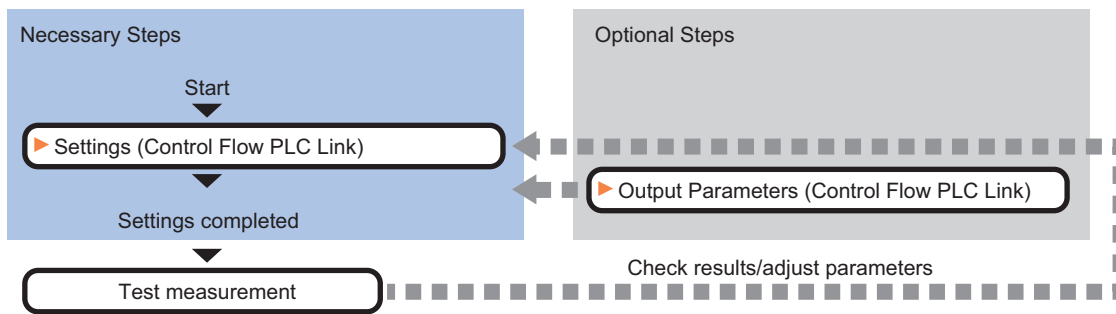 Necessary Steps
Optional Steps
Start
Settings (Control Flow PLC Link)
Output Parameters (Control Flow PLC Link)
Settings completed
Check results/adjust parameters
Test measurement